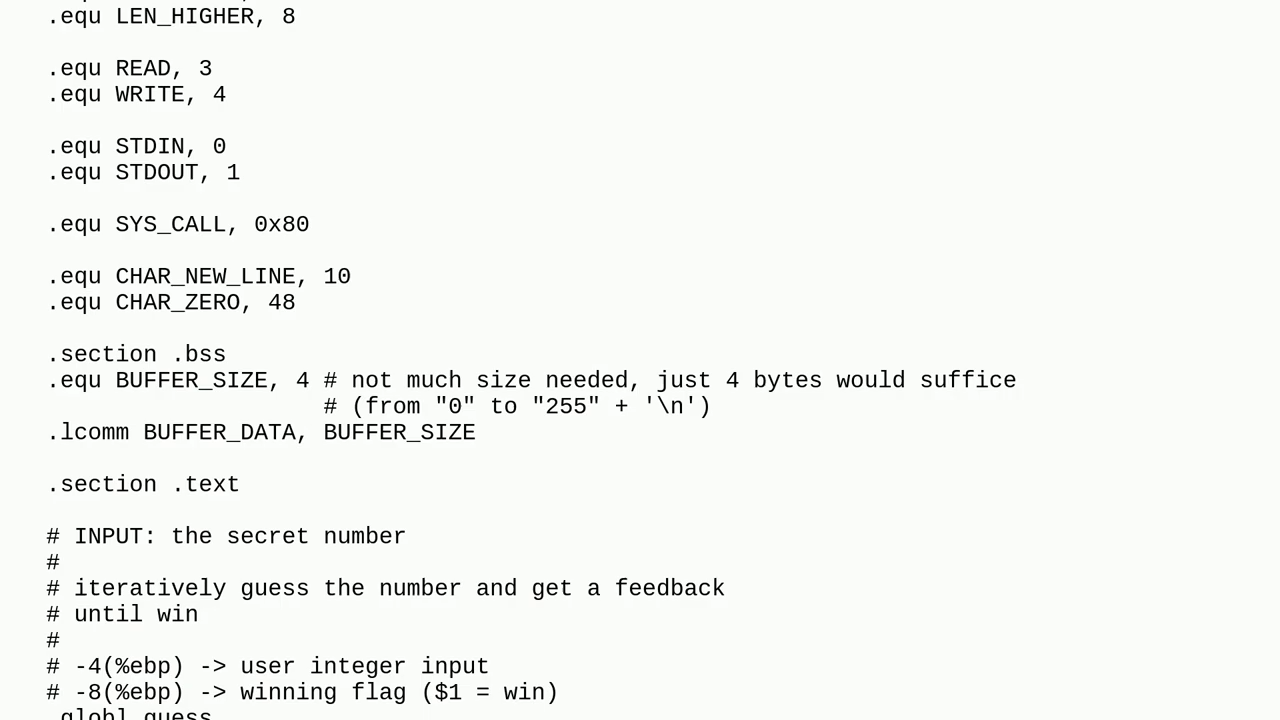 .equ LEN_HIGHER, 8
.equ READ, 3
.equ WRITE, 4
.equ STDIN, 0
.equ STDOUT, 1
.equ SYS_CALL, 0x80
.equ CHAR_NEW_LINE, 10
.equ CHAR_ZERO, 48
.section .bss
.equ BUFFER_SIZE, 4 # not much size needed, just 4 bytes would suffice
# (from "0" to "255" + '\n')
.lcomm BUFFER_DATA, BUFFER_SIZE
.section .text
# INPUT: the secret number
#
# iteratively guess the number and get a feedback
# until win
#
# -4(%ebp) -> user integer input
# -8(%ebp) -> winning flag ($1 = win)
.globl guess